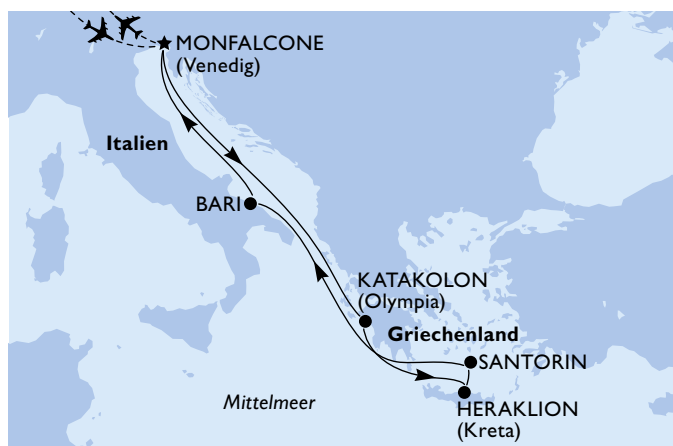 MONFALCONE
(Venedig)
Italien
BARI
KATAKOLON
(Olympia)
Griechenland
SANTORIN
Mittelmeer
HERAKLION
(Kreta)